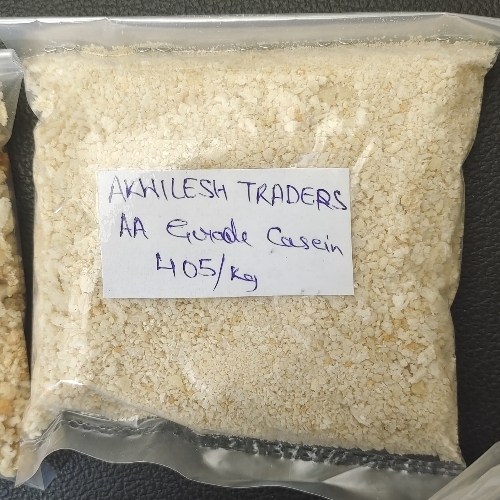 AKHILESH TRADERS
AA Grade Casein
405/kg